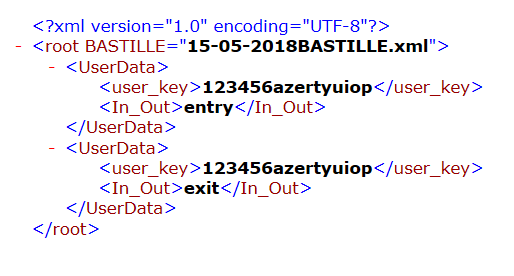 <?xml version="1.0" encoding="UTF-8"?>
- <root BASTILLE="15-05-2018BASTILLE.xml">
- <UserData>
<user_key>123456azertyuiop</user_key>
<In_Out>entry</In_Out>
</UserData>
- <UserData>
<user_key>123456azertyuiop</user_key>
<In_Out>exit</In_Out>
</UserData>
</root>